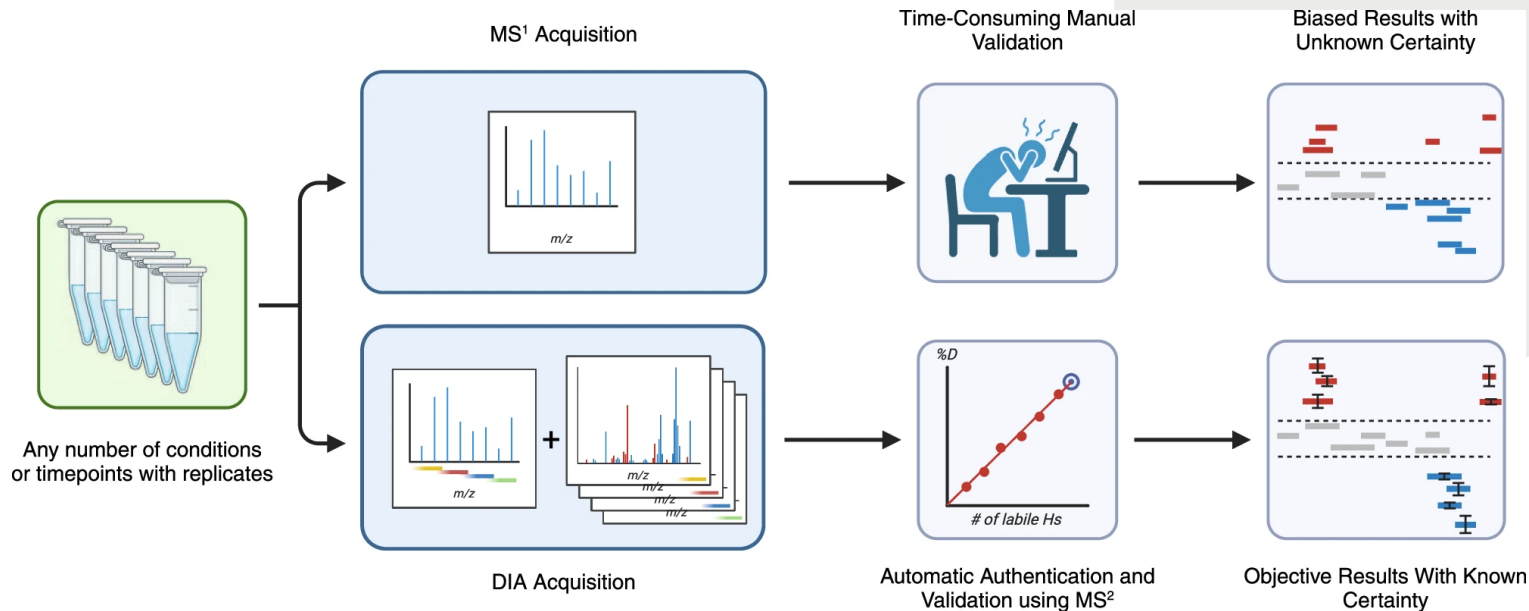 MS¹ Acquisition
Time-Consuming Manual
Validation
Biased Results with
Unknown Certainty
m/z
Any number of conditions
or timepoints with replicates
m/z
+
m/z
m/z
m/z
m/z
%D
# of labile Hs
DIA Acquisition
Automatic Authentication and
Validation using MS²
Objective Results With Known
Certainty